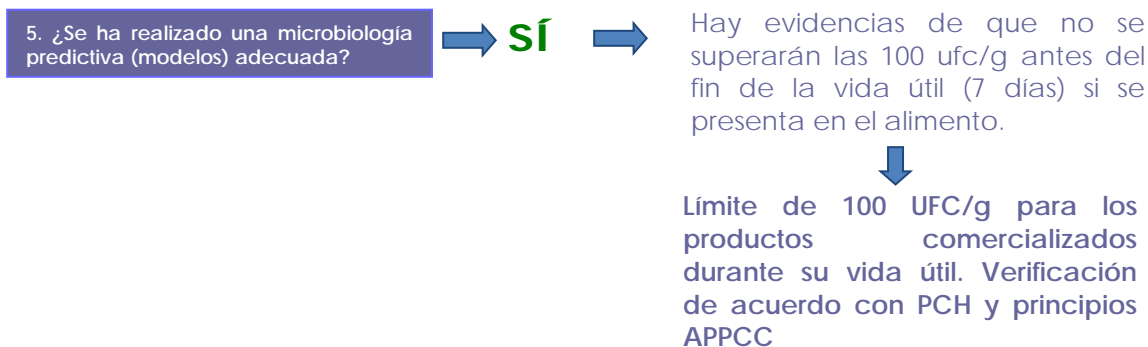 5. ¿Se ha realizado una microbiología
predictiva (modelos) adecuada?
SÍ
Hay evidencias de que no se
superarán las 100 ufc/g antes del
fin de la vida útil (7 días) si se
presenta en el alimento.
Límite de 100 UFC/g para los
productos comercializados
durante su vida útil. Verificación
de acuerdo con PCH y principios
APPCC